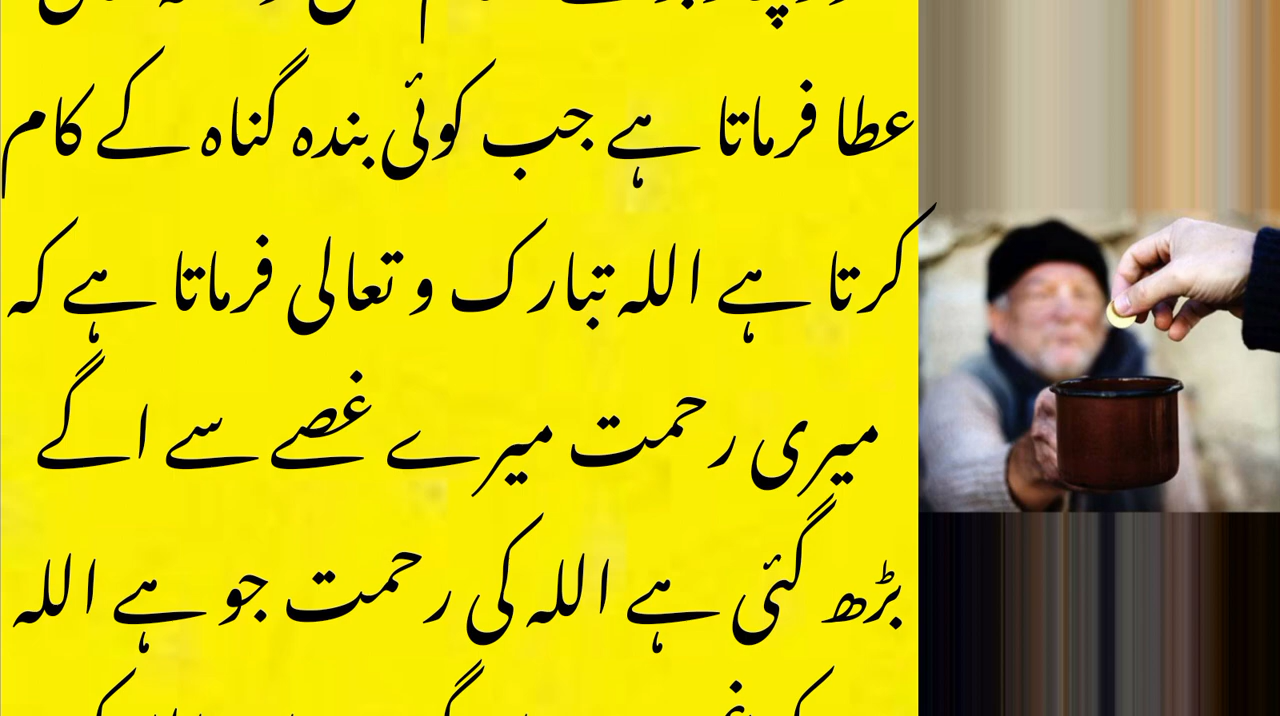 عطا فرماتا ہے جب کوئی بندہ گناہ کے کام
کرتا ہے اللہ تبارک و تعالی فرماتا ہے کہ
میری رحمت میرے غصے سے اگے
بڑھ گئی ہے اللہ کی رحمت جو ہے اللہ